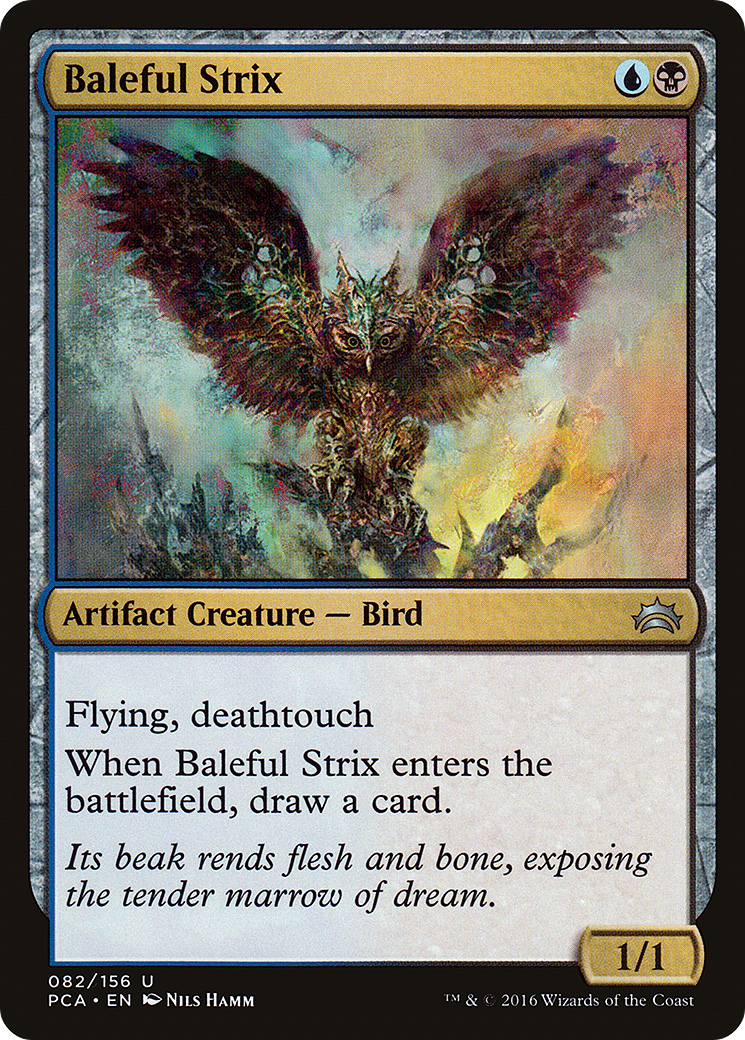 Baleful Strix
Artifact Creature — Bird
Flying, deathtouch
When Baleful Strix enters the
battlefield, draw a card.
Its beak rends flesh and bone, exposing
the tender marrow of dream.
1/1
082/156 U
PCA • EN Nils Hamm
™ & © 2016 Wizards of the Coast